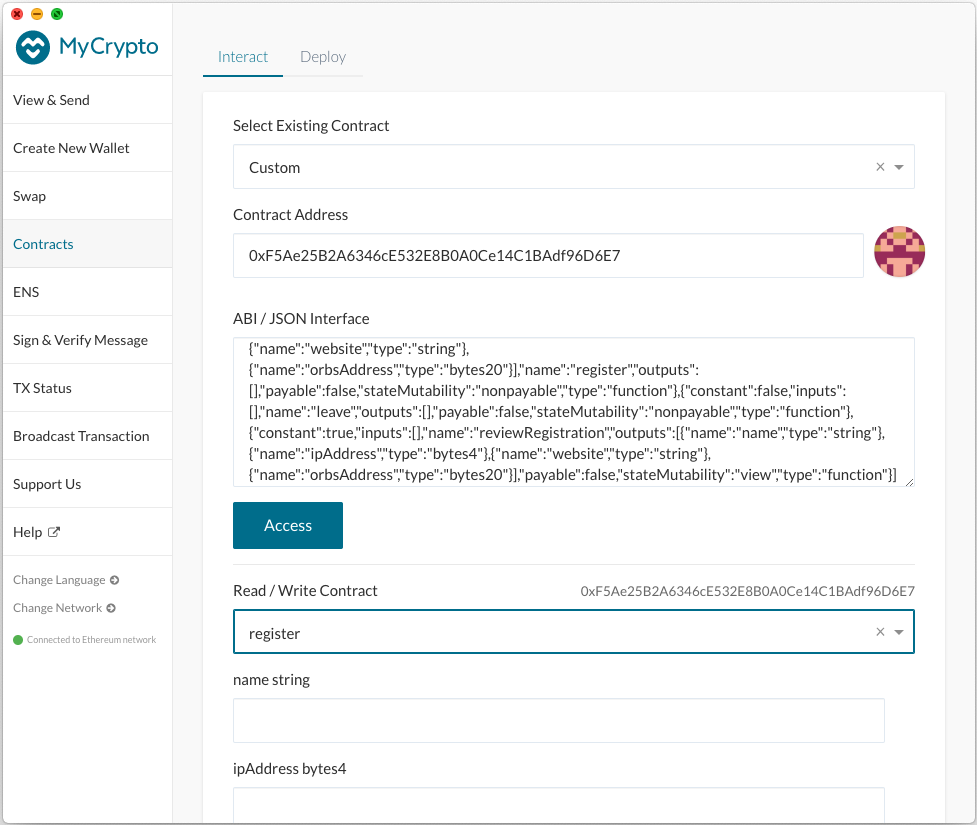 MyCrypto
View & Send
Create New Wallet
Swap
Contracts
ENS
Sign & Verify Message
TX Status
Broadcast Transaction
Support Us
Help
Change Language
Change Network
Connected to Ethereum network
Interact
Deploy
Select Existing Contract
Custom
Contract Address
0xF5Ae25B2A6346cE532E8B0A0Ce14C1BAdf96D6E7
ABI / JSON Interface
{"name":"website","type":"string"},
{"name":"orbsAddress","type":"bytes20"}],"name":"register","outputs":
[],"payable":false,"stateMutability":"nonpayable","type":"function"},{"constant":false,"inputs":
[],"name":"leave","outputs":[],"payable":false,"stateMutability":"nonpayable","type":"function"},
{"constant":true,"inputs":[],"name":"reviewRegistration","outputs":[{"name":"name","type":"string"},
{"name":"ipAddress","type":"bytes4"},{"name":"website","type":"string"},
{"name":"orbsAddress","type":"bytes20"}],"payable":false,"stateMutability":"view","type":"function"}]
Access
Read / Write Contract
0xF5Ae25B2A6346cE532E8B0A0Ce14C1BAdf96D6E7
register
name string
ipAddress bytes4